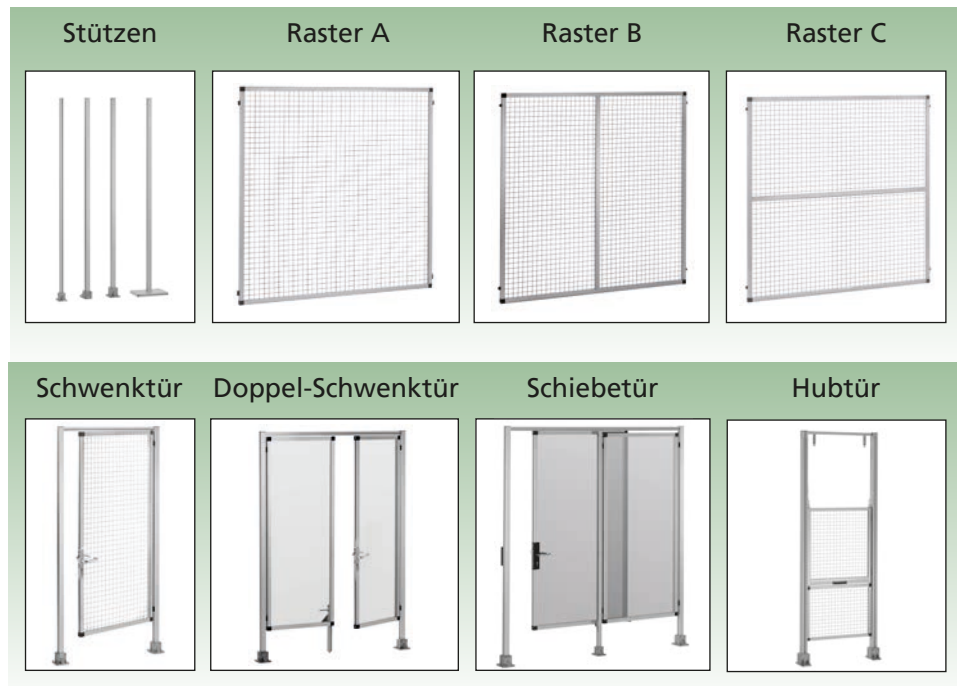 Stützen
Raster A
Raster B
Raster C
Schwenktür
Doppel-Schwenktür
Schiebetür
Hubtür